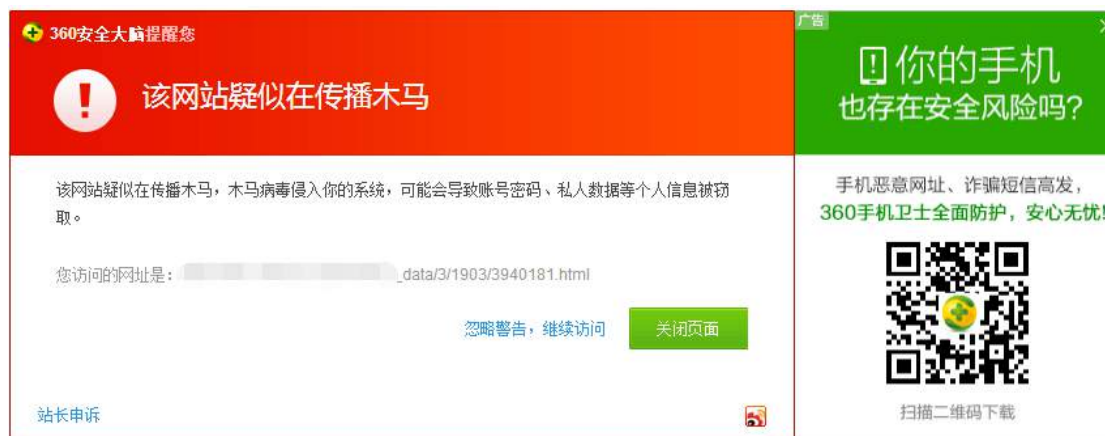 360安全大脑提醒您
该网站疑似在传播木马
该网站疑似在传播木马，木马病毒侵入你的系统，可能会导致账号密码、私人数据等个人信息被窃
取。
您访问的网址是：_data/3/1903/3940181.html
忽略警告，继续访问
关闭页面
站长申诉
广告
你的手机
也存在安全风险吗？
手机恶意网址、诈骗短信高发，
360手机卫士全面防护，安心无忧！
扫描二维码下载